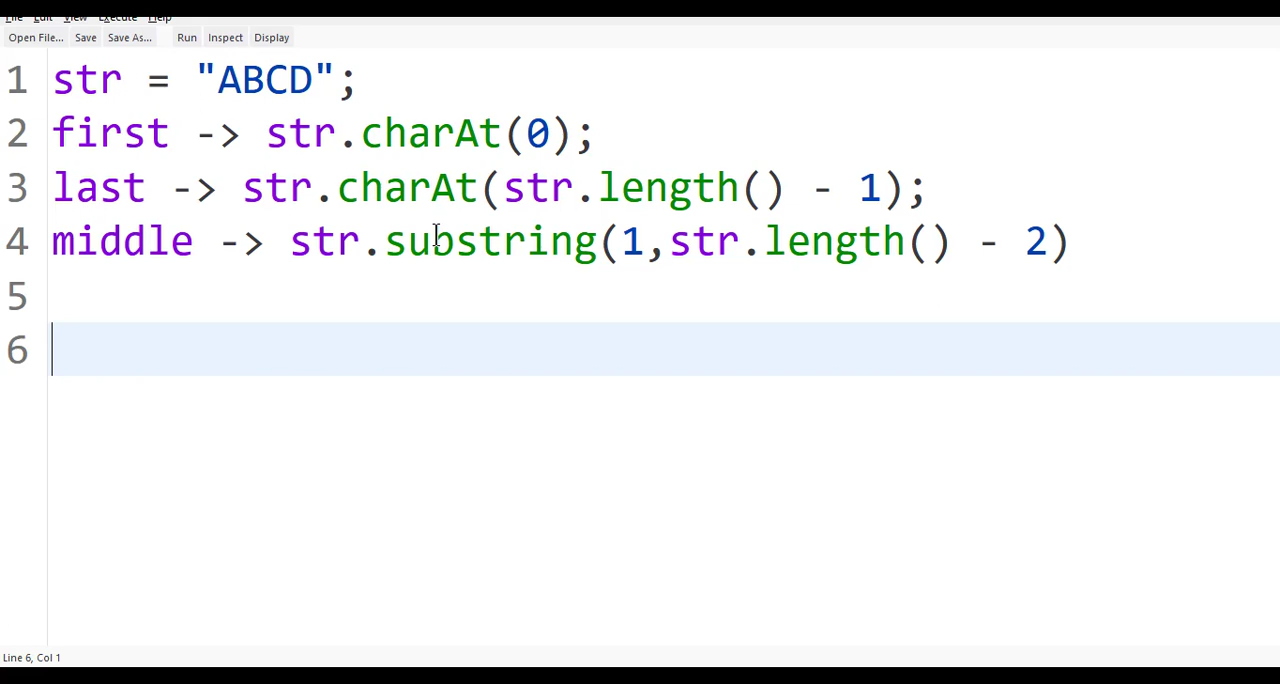 File Edit View Execute Help
Open File... Save Save As... Run Inspect Display
1 str = "ABCD";
2 first -> str.charAt(0);
3 last -> str.charAt(str.length() - 1);
4 middle -> str.substring(1,str.length() - 2)
5
6
Line 6, Col 1